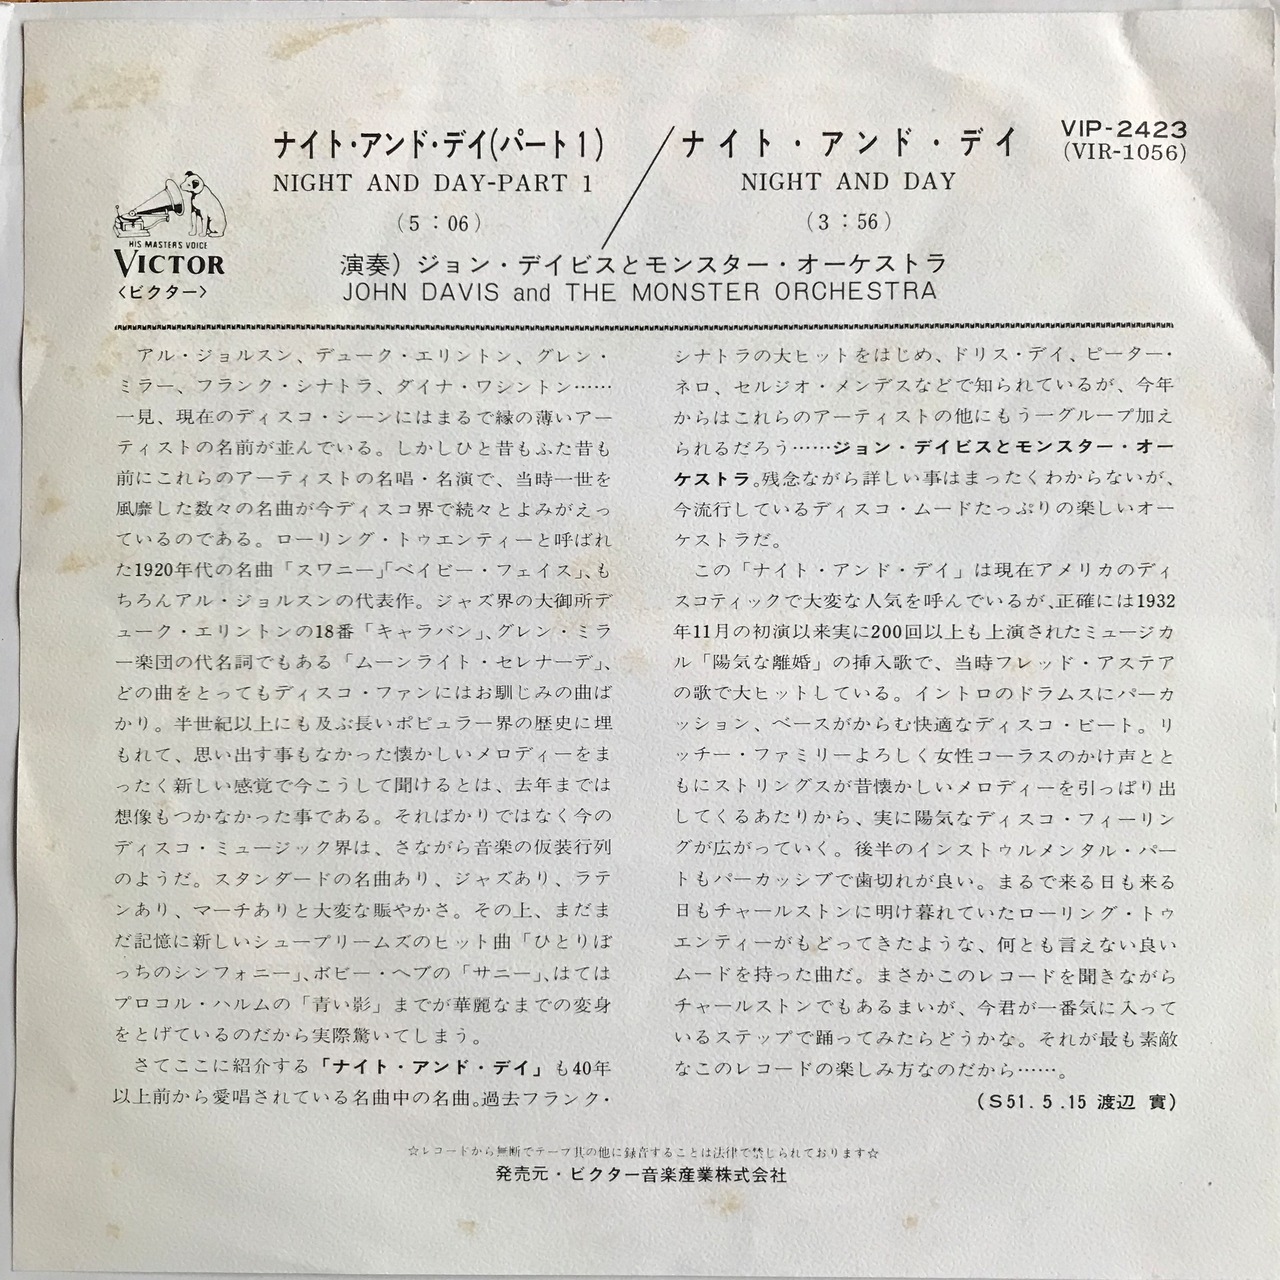 ナイト・アンド・デイ(パート1)
NIGHT AND DAY-PART 1
(5：06)
ナイト・アンド・デイ
NIGHT AND DAY
(3：56)
VIP-2423
(VIR-1056)
HIS MASTER'S VOICE
VICTOR
〈ビクター〉
演奏）ジョン・デイビスとモンスター・オーケストラ
JOHN DAVIS and THE MONSTER ORCHESTRA
アル・ジョルスン、デューク・エリントン、グレン・
ミラー、フランク・シナトラ、ダイナ・ワシントン……
一見、現在のディスコ・シーンにはまるで縁の薄いアー
ティストの名前が並んでいる。しかしひと昔もふた昔も
前にこれらのアーティストの名唱・名演で、当時一世を
風靡した数々の名曲が今ディスコ界で続々とよみがえっ
ているのである。ローリング・トゥエンティーと呼ばれ
た1920年代の名曲「スワニー」「ベイビー・フェイス」、も
ちろんアル・ジョルスンの代表作。ジャズ界の大御所デ
ューク・エリントンの18番「キャラバン」、グレン・ミラ
ー楽団の代名詞でもある「ムーンライト・セレナーデ」、
どの曲をとってもディスコ・ファンにはお馴じみの曲ば
かり。半世紀以上にも及ぶ長いポピュラー界の歴史に埋
もれて、思い出す事もなかった懐かしいメロディーをま
ったく新しい感覚で今こうして聞けるとは、去年までは
想像もつかなかった事である。そればかりではなく今の
ディスコ・ミュージック界は、さながら音楽の仮装行列
のようだ。スタンダードの名曲あり、ジャズあり、ラテ
ンあり、マーチありと大変な賑やかさ。その上、まだま
だ記憶に新しいシュープリームズのヒット曲「ひとりぼ
っちのシンフォニー」、ボビー・ヘブの「サニー」、はては
プロコル・ハルムの「青い影」までが華麗なまでの変身
をとげているのだから実際驚いてしまう。
さてここに紹介する「ナイト・アンド・デイ」も40年
以上前から愛唱されている名曲中の名曲。過去フランク・
シナトラの大ヒットをはじめ、ドリス・デイ、ピーター・
ネロ、セルジオ・メンデスなどで知られているが、今年
からはこれらのアーティストの他にもう一グループ加え
られるだろう……ジョン・デイビスとモンスター・オー
ケストラ。残念ながら詳しい事はまったくわからないが、
今流行しているディスコ・ムードたっぷりの楽しいオー
ケストラだ。
この「ナイト・アンド・デイ」は現在アメリカのディ
スコティックで大変な人気を呼んでいるが、正確には1932
年11月の初演以来実に200回以上も上演されたミュージカ
ル「陽気な離婚」の挿入歌で、当時フレッド・アステア
の歌で大ヒットしている。イントロのドラムスにパーカ
ッション、ベースがからむ快適なディスコ・ビート。リ
ッチー・ファミリーよろしく女性コーラスのかけ声とと
もにストリングスが昔懐かしいメロディーを引っぱり出
してくるあたりから、実に陽気なディスコ・フィーリン
グが広がっていく。後半のインストゥルメンタル・パー
トもパーカッシブで歯切れが良い。まるで来る日も来る
日もチャールストンに明け暮れていたローリング・トゥ
エンティーがもどってきたような、何とも言えない良い
ムードを持った曲だ。まさかこのレコードを聞きながら
チャールストンでもあるまいが、今君が一番気に入って
いるステップで踊ってみたらどうかな。それが最も素敵
なこのレコードの楽しみ方なのだから……。
(S51.5.15 渡辺 實)
☆レコードから無断でテープ其の他に録音することは法律で禁じられております☆
発売元・ビクター音楽産業株式会社